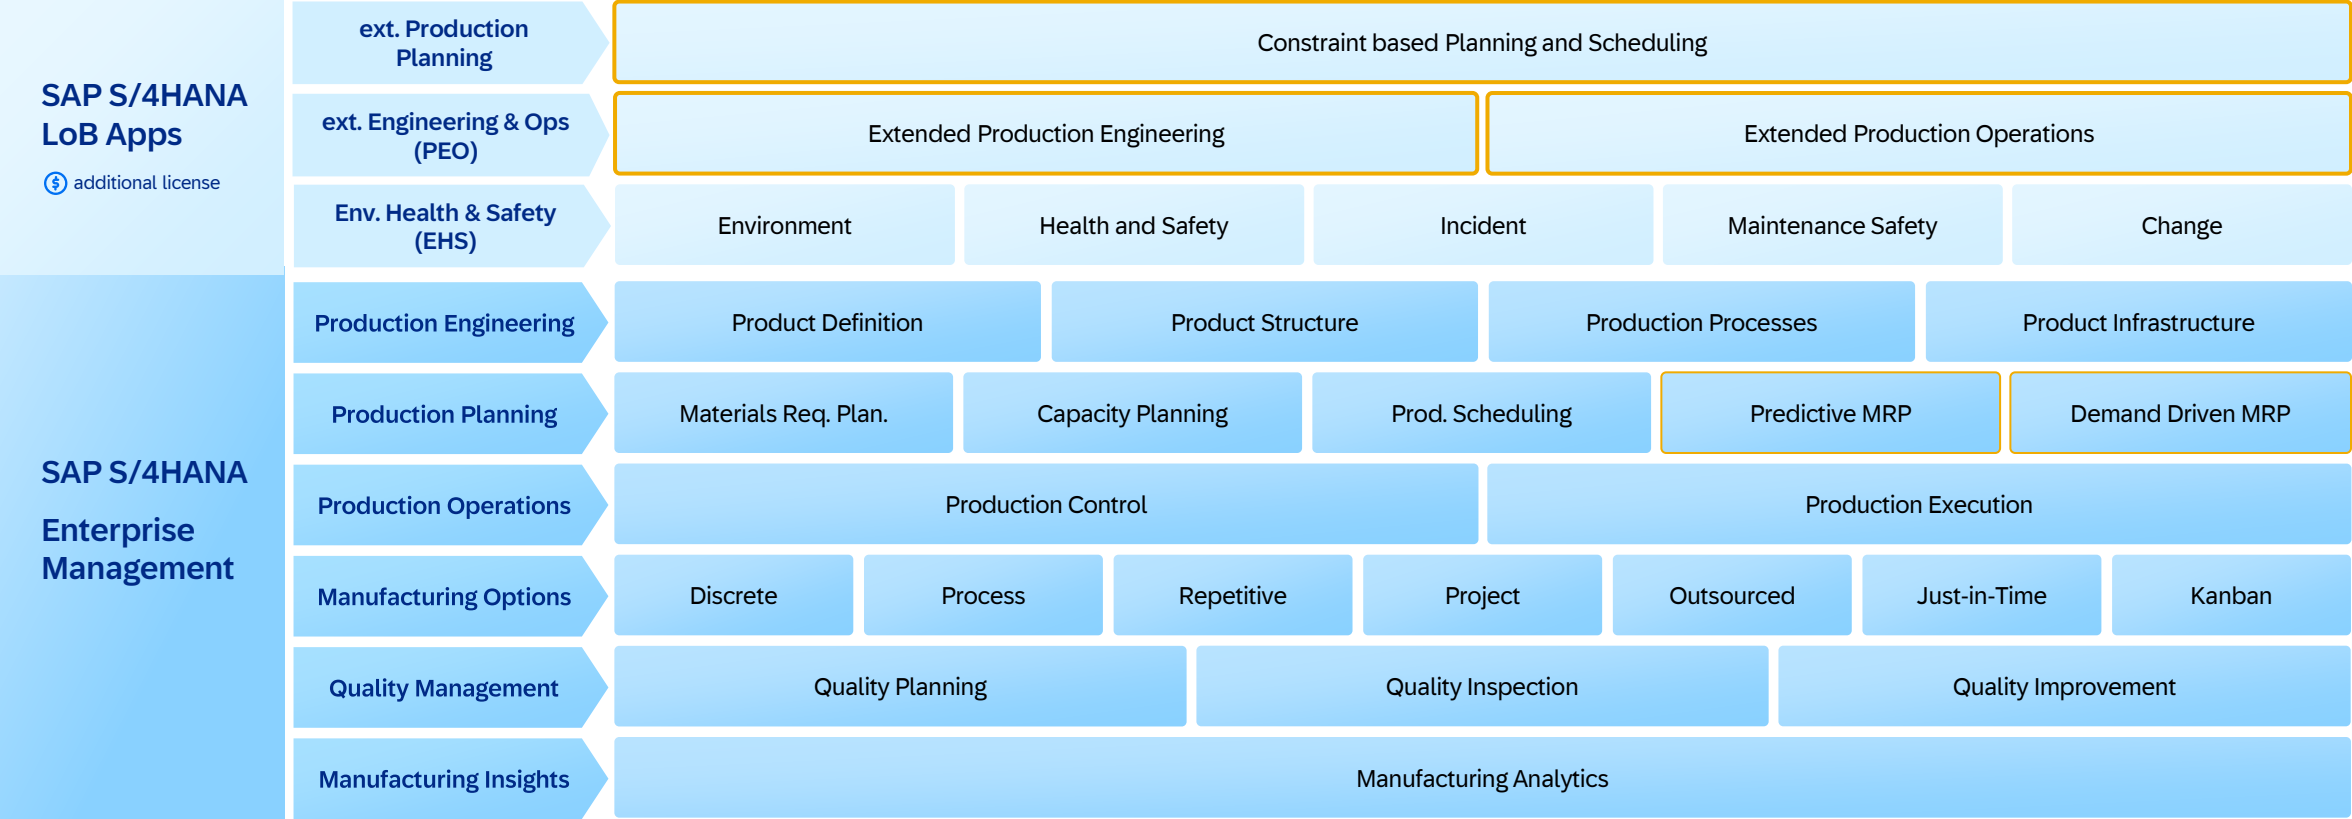 SAP S/4HANA
LoB Apps
$ additional license
ext. Production
Planning
Constraint based Planning and Scheduling
ext. Engineering & Ops
(PEO)
Extended Production Engineering
Extended Production Operations
Env. Health & Safety
(EHS)
Environment
Health and Safety
Incident
Maintenance Safety
Change
SAP S/4HANA
Enterprise
Management
Production Engineering
Product Definition
Product Structure
Production Processes
Product Infrastructure
Production Planning
Materials Req. Plan.
Capacity Planning
Prod. Scheduling
Predictive MRP
Demand Driven MRP
Production Operations
Production Control
Production Execution
Manufacturing Options
Discrete
Process
Repetitive
Project
Outsourced
Just-in-Time
Kanban
Quality Management
Quality Planning
Quality Inspection
Quality Improvement
Manufacturing Insights
Manufacturing Analytics